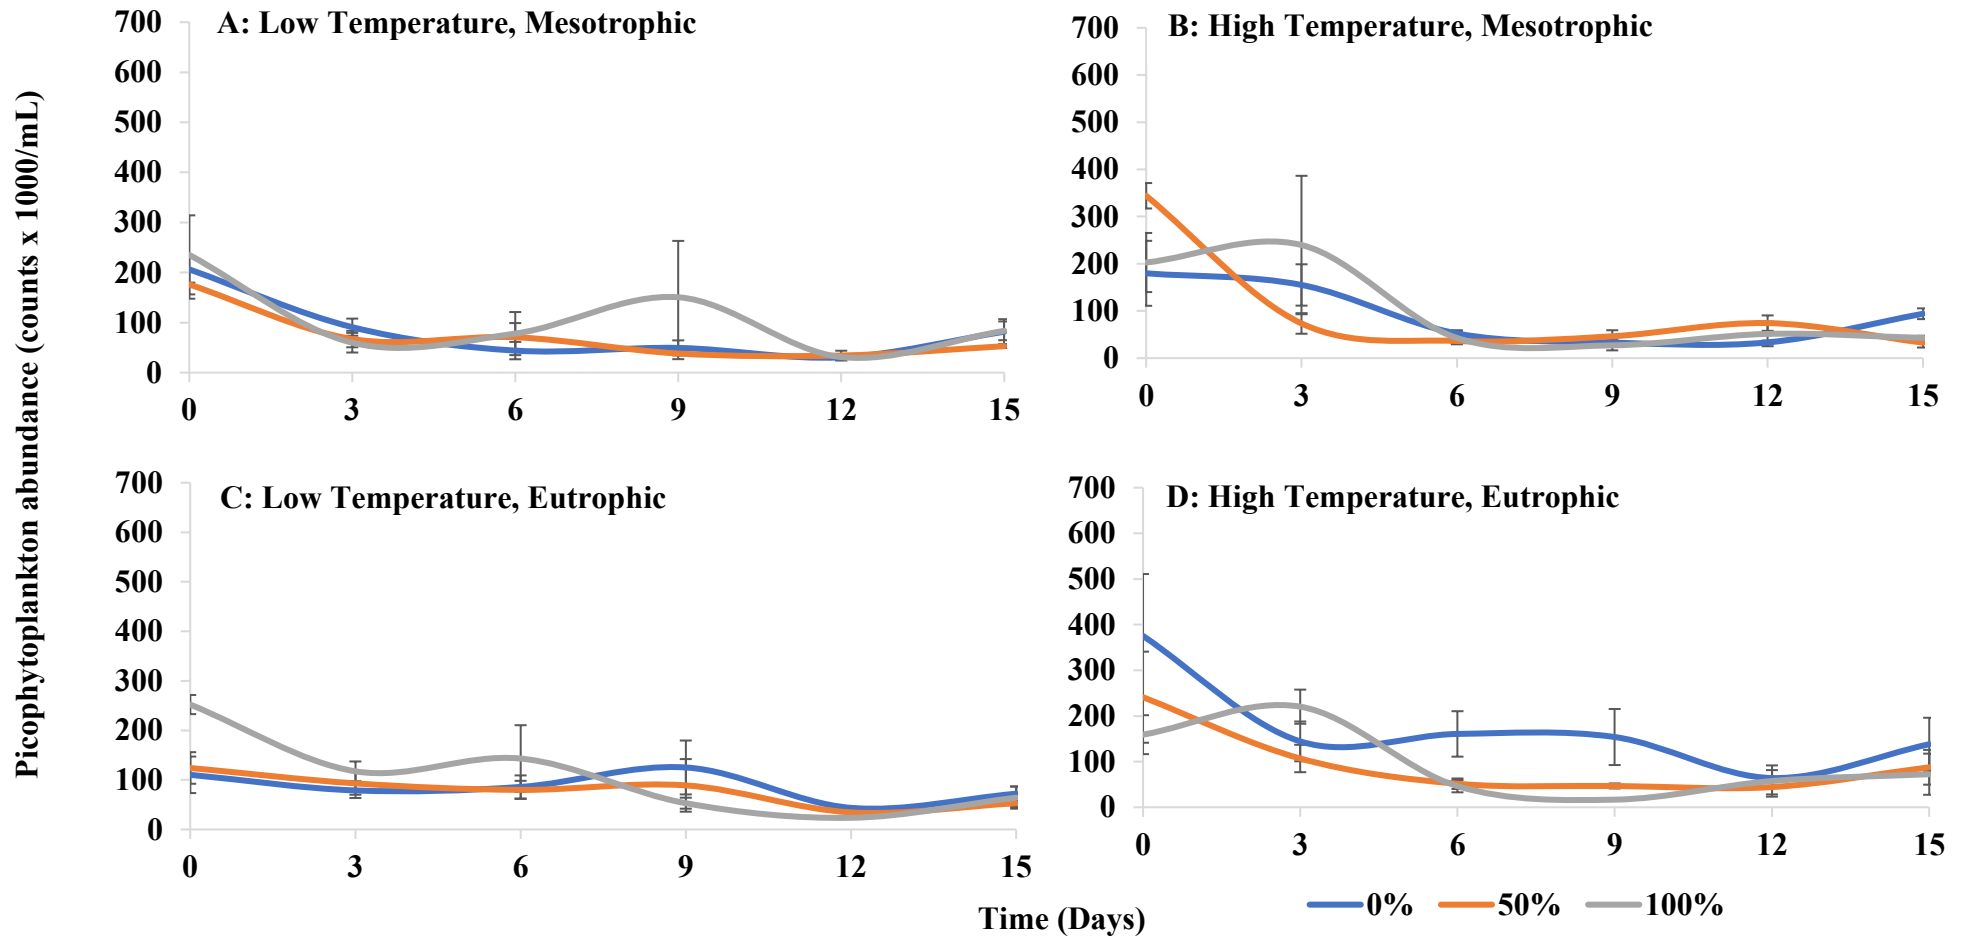 Picophytoplankton abundance (counts x 1000/mL)
A: Low Temperature, Mesotrophic
700
600
500
400
300
200
100
0
0 3 6 9 12 15
B: High Temperature, Mesotrophic
700
600
500
400
300
200
100
0
0 3 6 9 12 15
C: Low Temperature, Eutrophic
700
600
500
400
300
200
100
0
0 3 6 9 12 15
D: High Temperature, Eutrophic
700
600
500
400
300
200
100
0
0 3 6 9 12 15
Time (Days)
0% 50% 100%